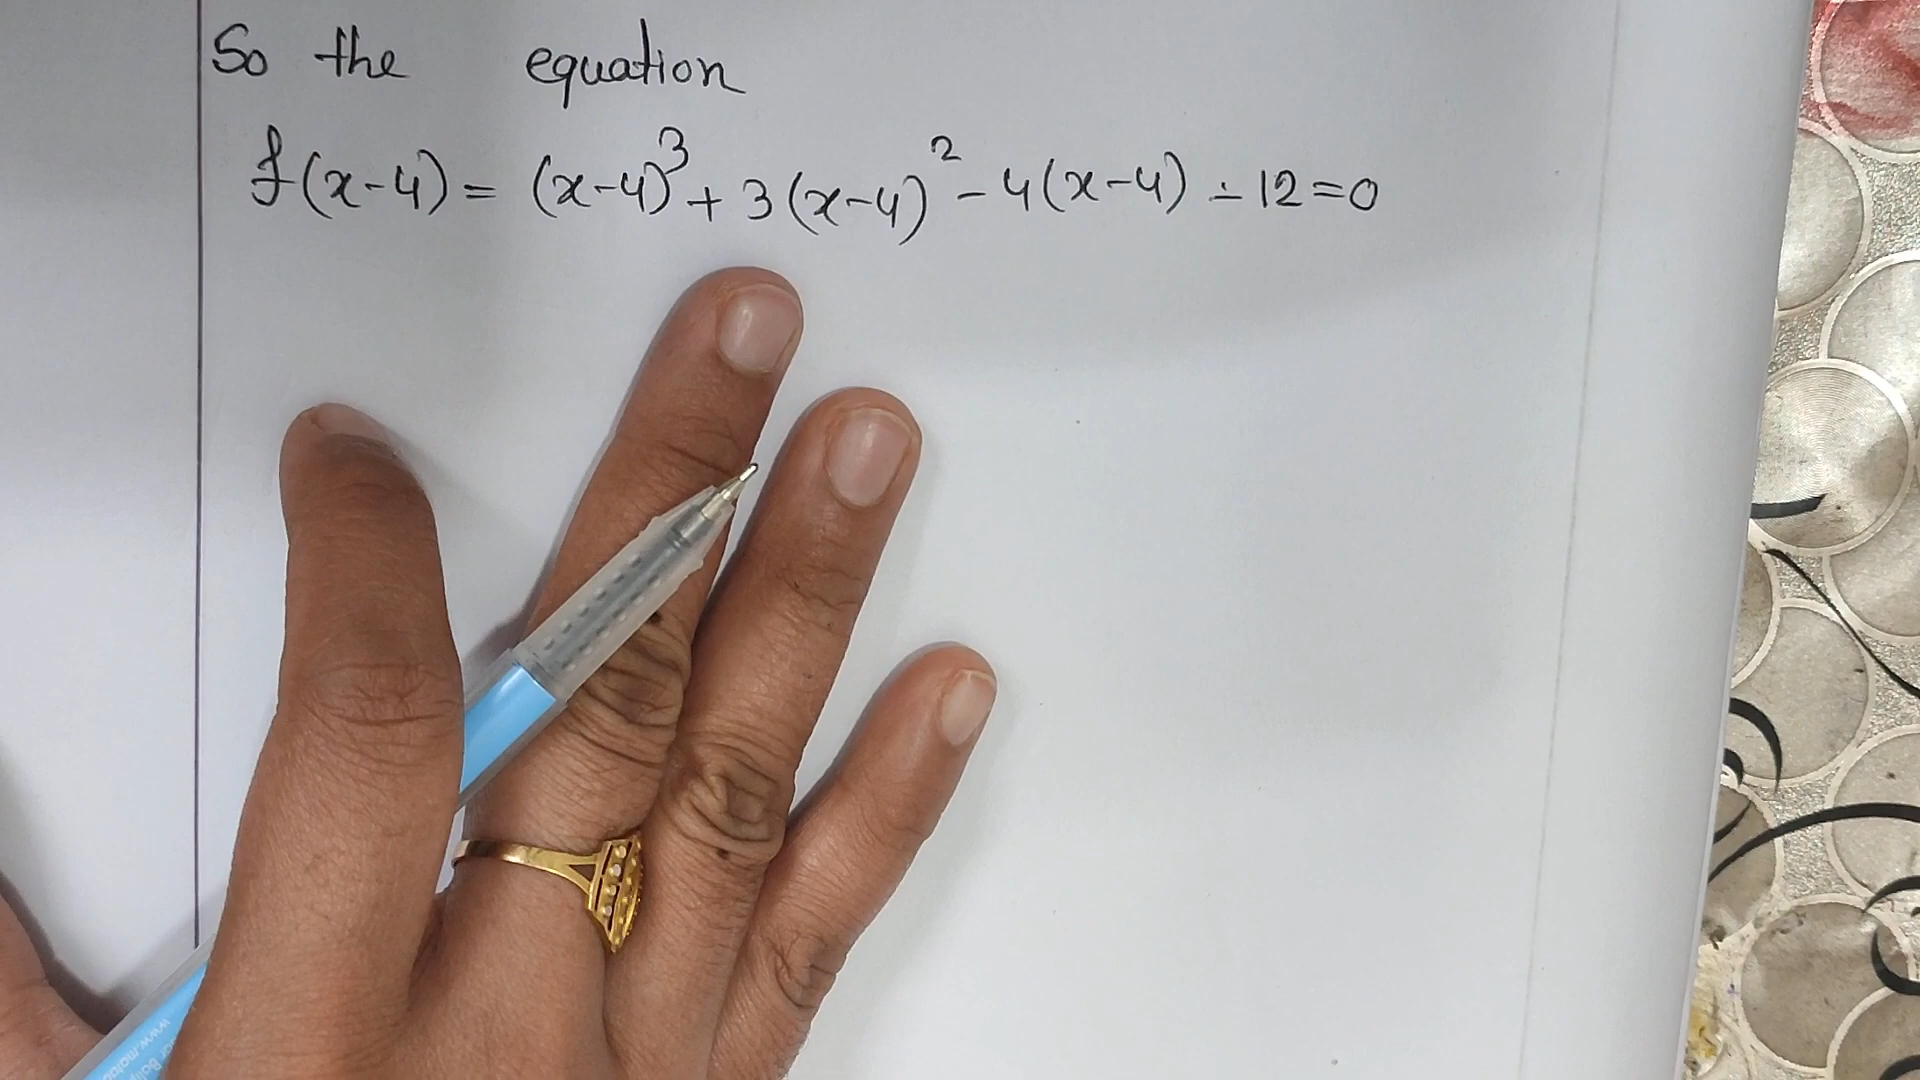 So the equation
f(x-4) = (x-4)³ + 3(x-4)² - 4(x-4) - 12 = 0